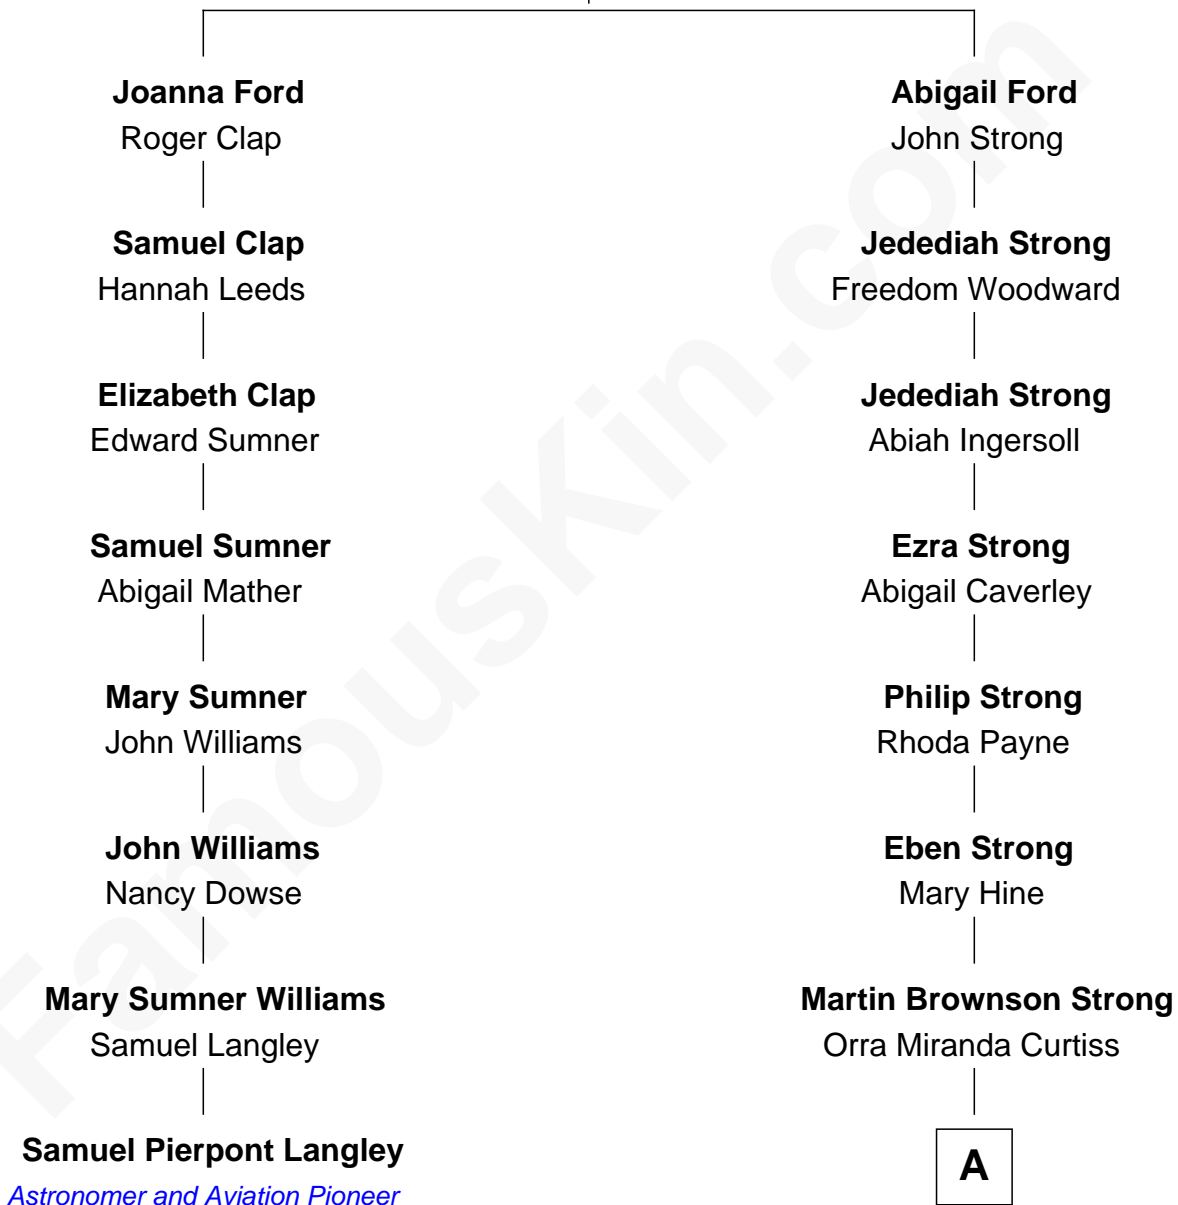 Joanna Ford
Roger Clap
Samuel Clap
Hannah Leeds
Elizabeth Clap
Edward Sumner
Samuel Sumner
Abigail Mather
Mary Sumner
John Williams
John Williams
Nancy Dowse
Mary Sumner Williams
Samuel Langley
Samuel Pierpont Langley
Astronomer and Aviation Pioneer
Abigail Ford
John Strong
Jedediah Strong
Freedom Woodward
Jedediah Strong
Abiah Ingersoll
Ezra Strong
Abigail Caverley
Philip Strong
Rhoda Payne
Eben Strong
Mary Hine
Martin Brownson Strong
Orra Miranda Curtiss
A
FamousKin.com